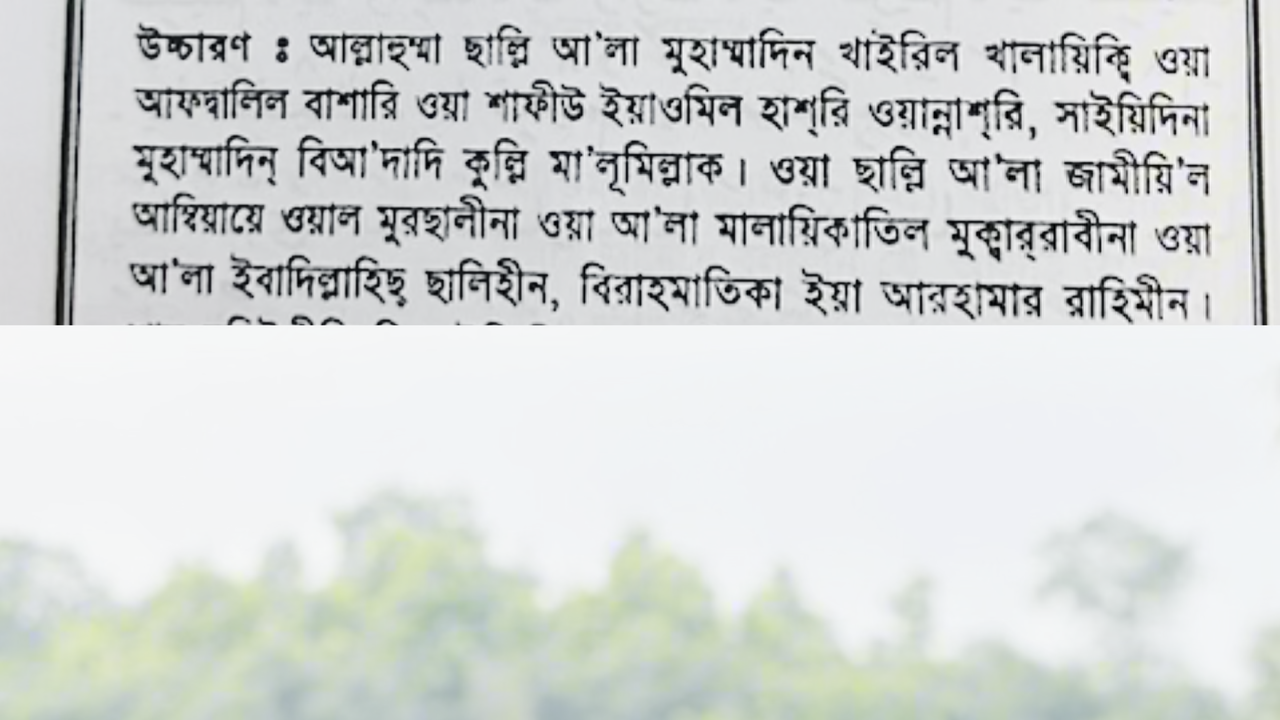 উচ্চারণ ঃ আল্লাহুম্মা ছাল্লি আ'লা মুহাম্মাদিন খাইরিল খালায়িক্বি ওয়া
আফদ্বালিল বাশারি ওয়া শাফীউ ইয়াওমিল হাশ্‌রি ওয়ান্নাশ্‌রি, সাইয়িদিনা
মুহাম্মাদিন্ বিআ'দাদি কুল্লি মা'লূমিল্লাক। ওয়া ছাল্লি আ'লা জামীয়ি'ল
আম্বিয়ায়ে ওয়াল মুরছালীনা ওয়া আ'লা মালায়িকাতিল মুক্বার্‌রাবীনা ওয়া
আ'লা ইবাদিল্লাহিছ্ ছালিহীন, বিরাহমাতিকা ইয়া আরহামার রাহিমীন।